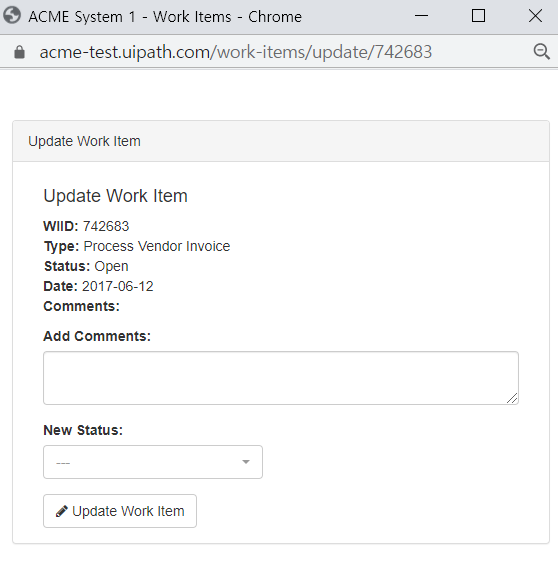 ACME System 1 - Work Items - Chrome
acme-test.uipath.com/work-items/update/742683
Update Work Item
Update Work Item
WIID: 742683
Type: Process Vendor Invoice
Status: Open
Date: 2017-06-12
Comments:
Add Comments:
New Status:
---
Update Work Item